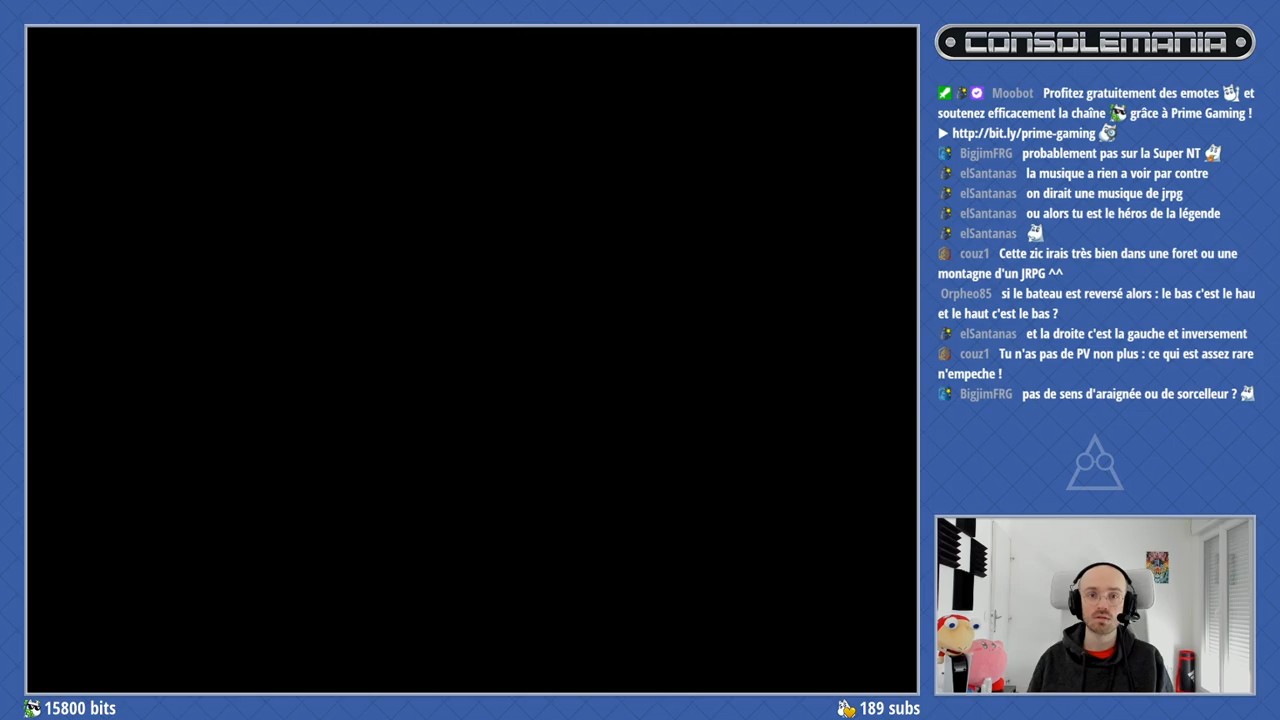 CONSOLEMANIA
Moobot Profitez gratuitement des emotes et
soutenez efficacement la chaîne grâce à Prime Gaming !
▶ http://bit.ly/prime-gaming
BigjimFRG probablement pas sur la Super NT
elSantanas la musique a rien a voir par contre
elSantanas on dirait une musique de jrpg
elSantanas ou alors tu est le héros de la légende
elSantanas
couz1 Cette zic irais très bien dans une foret ou une
montagne d'un JRPG ^^
Orpheo85 si le bateau est reversé alors : le bas c'est le hau
et le haut c'est le bas ?
elSantanas et la droite c'est la gauche et inversement
couz1 Tu n'as pas de PV non plus : ce qui est assez rare
n'empeche !
BigjimFRG pas de sens d'araignée ou de sorcelleur ?
15800 bits
189 subs